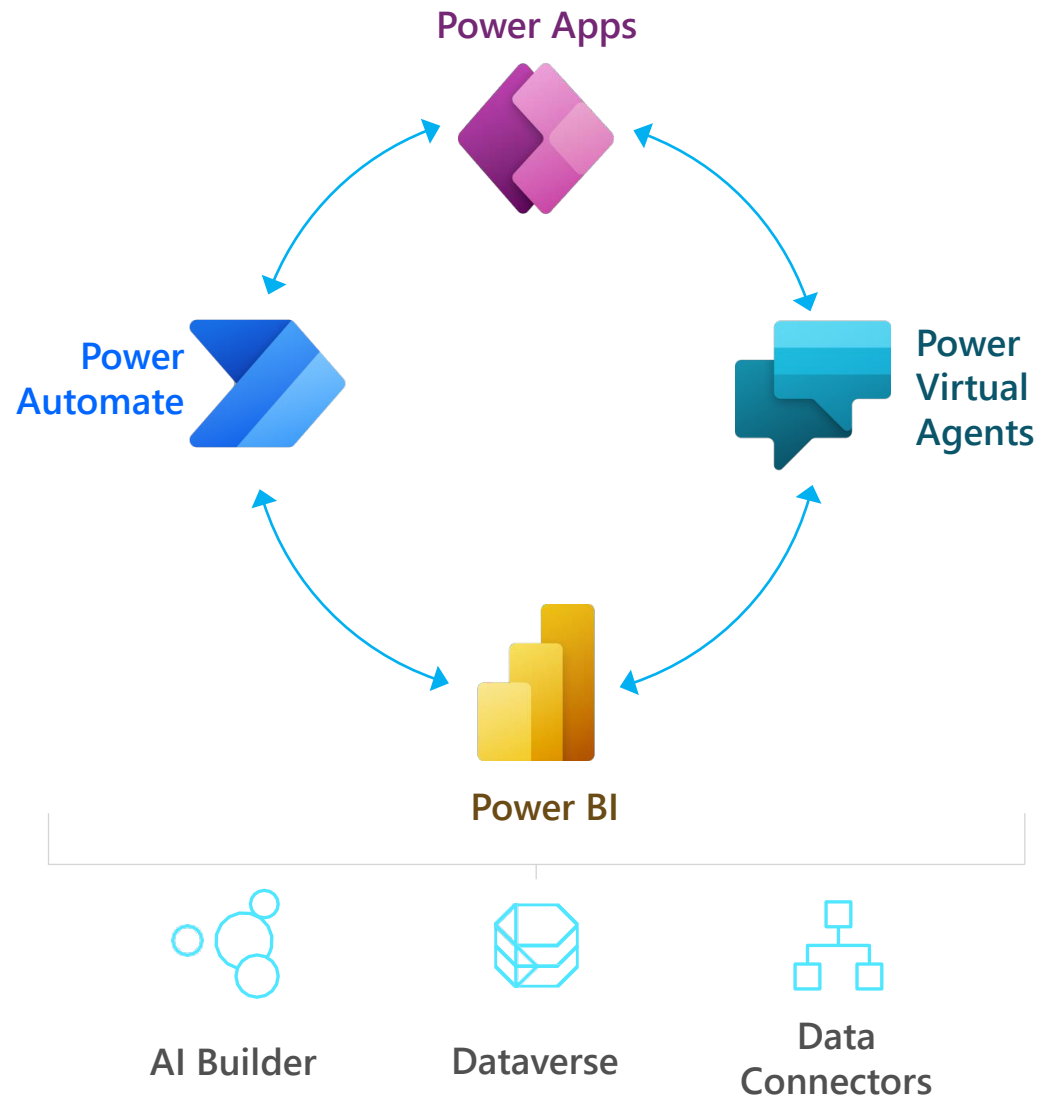 Power Apps
Power
Automate
Power
Virtual
Agents
Power BI
AI Builder
Dataverse
Data
Connectors